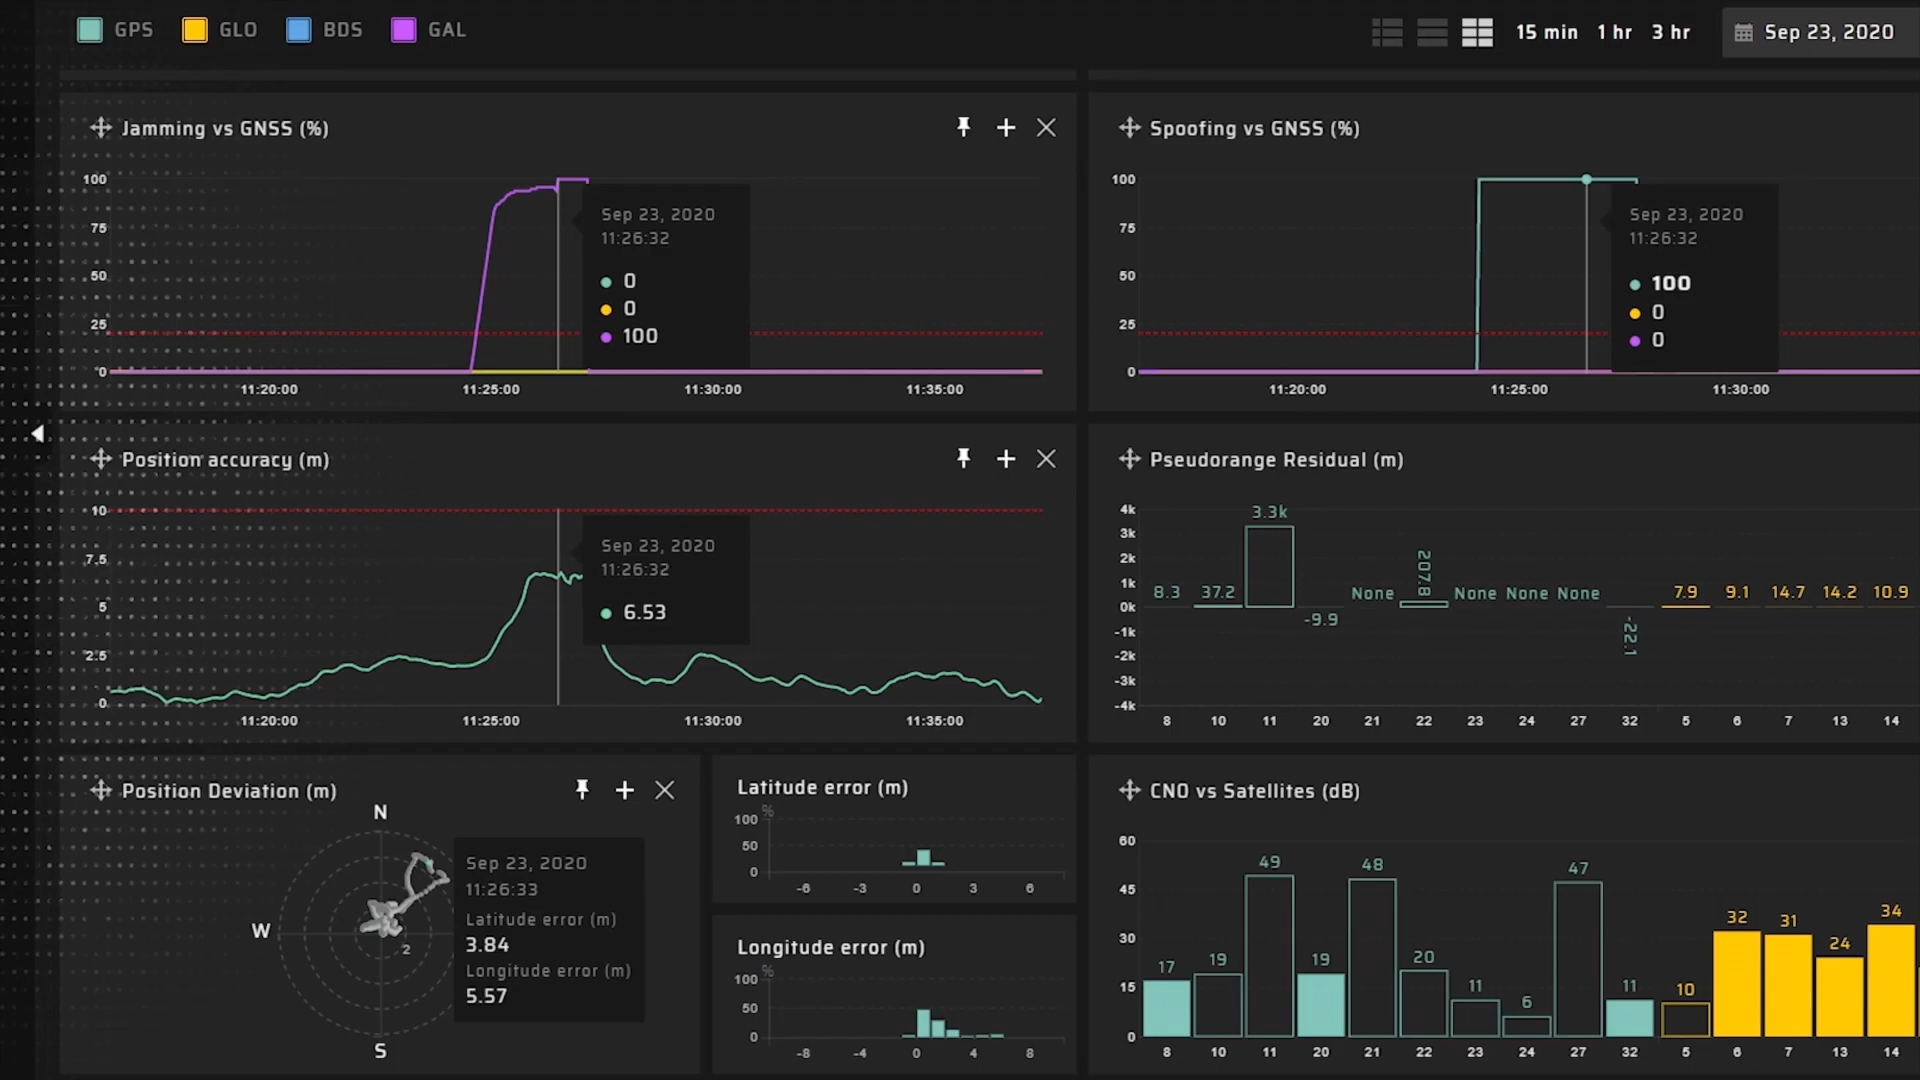 GPS GLO BDS GAL
15 min 1 hr 3 hr Sep 23, 2020
Jamming vs GNSS (%)
100
75
50
25
0
11:20:00 11:25:00 11:30:00 11:35:00
Sep 23, 2020
11:26:32
0
0
100
Spoofing vs GNSS (%)
100
75
50
25
0
11:20:00 11:25:00 11:30:00
Sep 23, 2020
11:26:32
100
0
0
Position accuracy (m)
10
7.5
5
2.5
0
11:20:00 11:25:00 11:30:00 11:35:00
Sep 23, 2020
11:26:32
6.53
Pseudorange Residual (m)
4k
3k
2k
1k
0k
-1k
-2k
-3k
-4k
8.3 37.2 3.3k -9.9 None 207.8 None None None -22.1 7.9 9.1 14.7 14.2 10.9
8 10 11 20 21 22 23 24 27 32 5 6 7 13 14
Position Deviation (m)
N
W
S
2
Sep 23, 2020
11:26:33
Latitude error (m)
3.84
Longitude error (m)
5.57
Latitude error (m)
%
100
50
0
-6 -3 0 3 6
Longitude error (m)
%
100
50
0
-8 -4 0 4 8
CNO vs Satellites (dB)
60
45
30
15
0
17 19 49 19 48 20 11 6 47 11 10 32 31 24 34
8 10 11 20 21 22 23 24 27 32 5 6 7 13 14